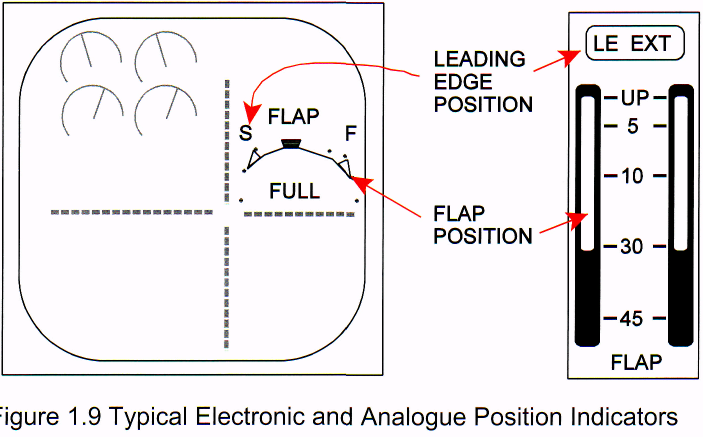 LEADING
EDGE
POSITION
FLAP
POSITION
S
FLAP
F
FULL
LE EXT
UP
5
10
30
45
FLAP
igure 1.9 Typical Electronic and Analogue Position Indicators